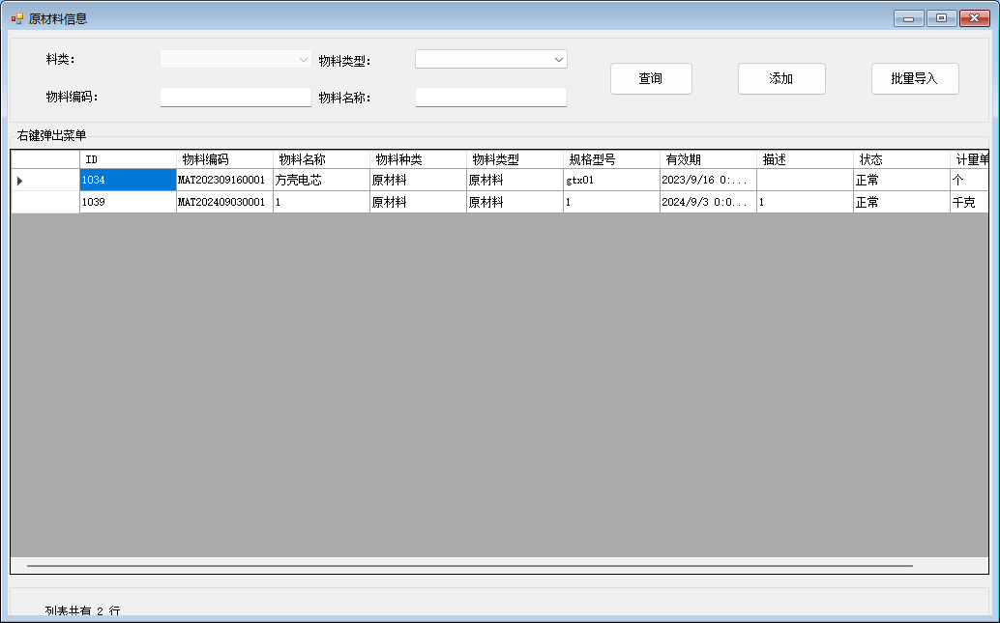 原材料信息
料类： 物料类型：
查询 添加 批量导入
物料编码： 物料名称：
右键弹出菜单
ID 物料编码 物料名称 物料种类 物料类型 规格型号 有效期 描述 状态 计量单
1034 MAT202309160001 方壳电芯 原材料 原材料 gtx01 2023/9/16 0:... 正常 个
1039 MAT202409030001 1 原材料 原材料 1 2024/9/3 0:0... 1 正常 千克
列表共有 2 行